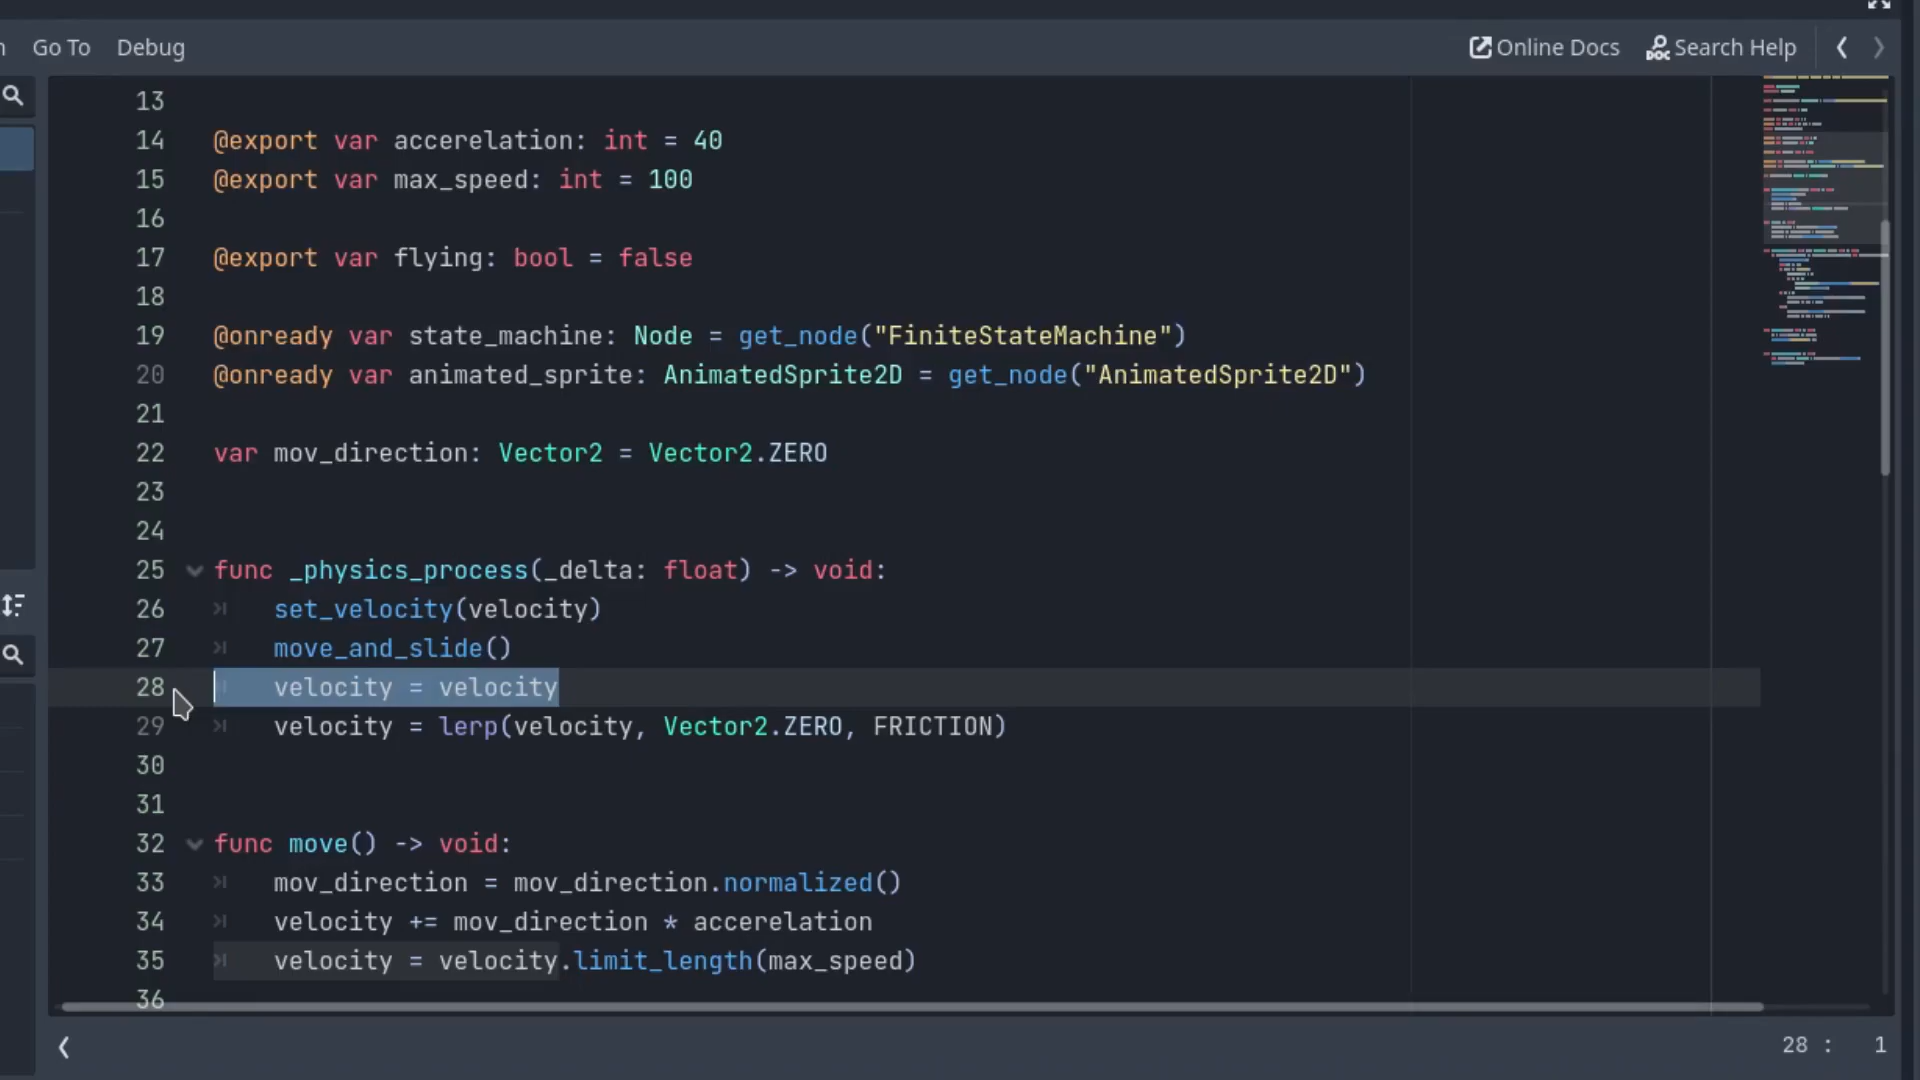 Go To Debug Online Docs Search Help
13
14 @export var accerelation: int = 40
15 @export var max_speed: int = 100
16
17 @export var flying: bool = false
18
19 @onready var state_machine: Node = get_node("FiniteStateMachine")
20 @onready var animated_sprite: AnimatedSprite2D = get_node("AnimatedSprite2D")
21
22 var mov_direction: Vector2 = Vector2.ZERO
23
24
25 func _physics_process(_delta: float) -> void:
26 set_velocity(velocity)
27 move_and_slide()
28 velocity = velocity
29 velocity = lerp(velocity, Vector2.ZERO, FRICTION)
30
31
32 func move() -> void:
33 mov_direction = mov_direction.normalized()
34 velocity += mov_direction * accerelation
35 velocity = velocity.limit_length(max_speed)
36
28 : 1